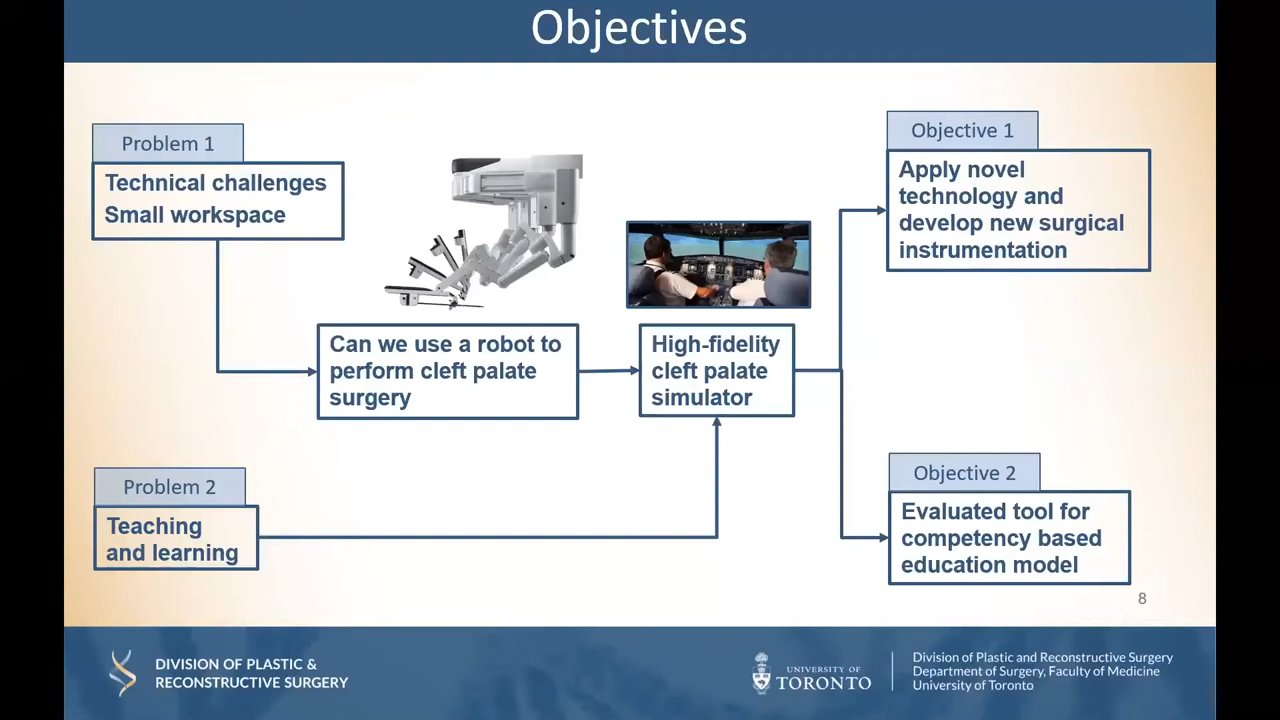 Objectives
Problem 1
Technical challenges
Small workspace
Can we use a robot to
perform cleft palate
surgery
High-fidelity
cleft palate
simulator
Objective 1
Apply novel
technology and
develop new surgical
instrumentation
Problem 2
Teaching
and learning
Objective 2
Evaluated tool for
competency based
education model
8
DIVISION OF PLASTIC &
RECONSTRUCTIVE SURGERY
UNIVERSITY OF
TORONTO
Division of Plastic and Reconstructive Surgery
Department of Surgery, Faculty of Medicine
University of Toronto